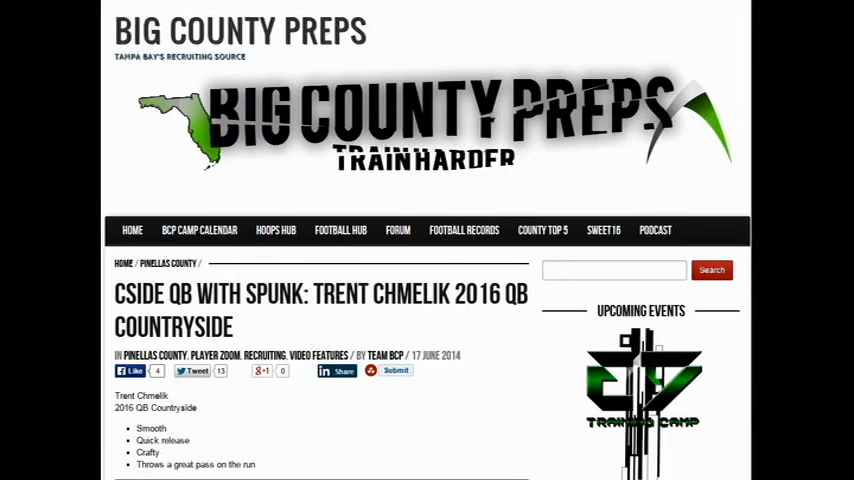 BIG COUNTY PREPS
TAMPA BAY'S RECRUITING SOURCE
BIG COUNTY PREPS
TRAIN HARDER
HOME BCP CAMP CALENDAR HOOPS HUB FOOTBALL HUB FORUM FOOTBALL RECORDS COUNTY TOP 5 SWEET16 PODCAST
HOME / PINELLAS COUNTY /
Search
CSIDE QB WITH SPUNK: TRENT CHMELIK 2016 QB
COUNTRYSIDE
UPCOMING EVENTS
IN PINELLAS COUNTY, PLAYER ZOOM, RECRUITING, VIDEO FEATURES / BY TEAM BCP / 17 JUNE 2014
Like 4 Tweet 13 g+1 0 in Share Submit
Trent Chmelik
2016 QB Countryside
Smooth
Quick release
Crafty
Throws a great pass on the run
TRAINING CAMP